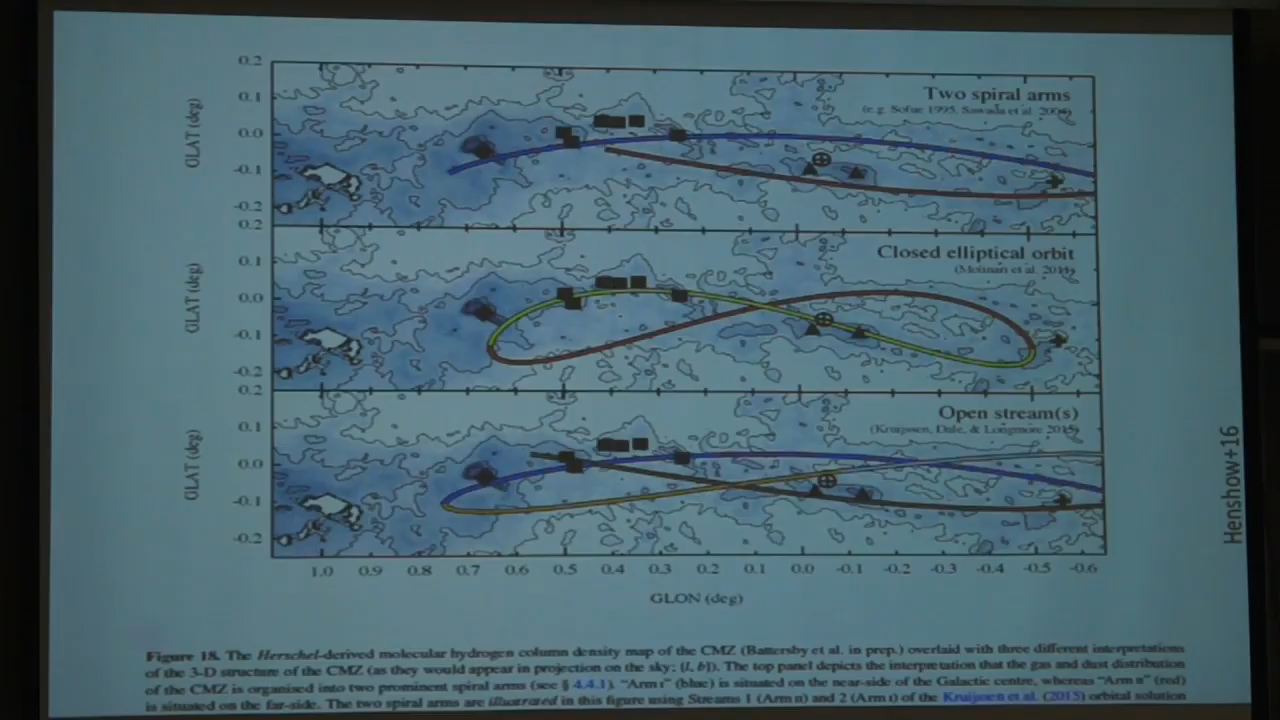 0.2
0.1
0.0
-0.1
-0.2
GLAT (deg)
Two spiral arms
(e.g. Sofue 1995, Sawada et al. 2004)
0.2
0.1
0.0
-0.1
-0.2
GLAT (deg)
Closed elliptical orbit
(Molinari et al. 2011)
0.2
0.1
0.0
-0.1
-0.2
GLAT (deg)
Open stream(s)
(Kruijssen, Dale, & Longmore 2015)
1.0 0.9 0.8 0.7 0.6 0.5 0.4 0.3 0.2 0.1 0.0 -0.1 -0.2 -0.3 -0.4 -0.5 -0.6
GLON (deg)
Henshow+16
Figure 18. The Herschel-derived molecular hydrogen column density map of the CMZ (Battersby et al. in prep.) overlaid with three different interpretations
of the 3-D structure of the CMZ (as they would appear in projection on the sky; {l, b}). The top panel depicts the interpretation that the gas and dust distribution
of the CMZ is organised into two prominent spiral arms (see § 4.4.1). "Arm I" (blue) is situated on the near-side of the Galactic centre, whereas "Arm II" (red)
is situated on the far-side. The two spiral arms are illustrated in this figure using Streams 1 (Arm II) and 2 (Arm I) of the Kruijssen et al. (2015) orbital solution